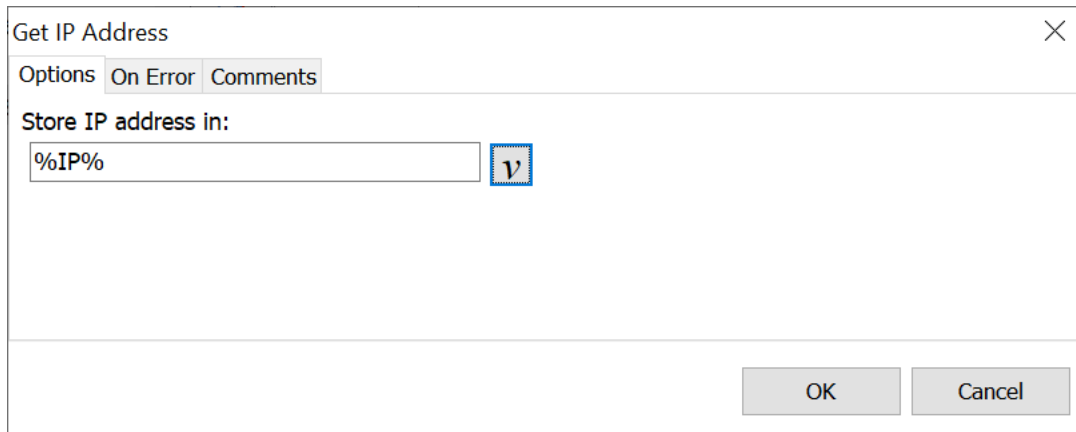 Get IP Address
Options On Error Comments
Store IP address in:
%IP% v
OK Cancel